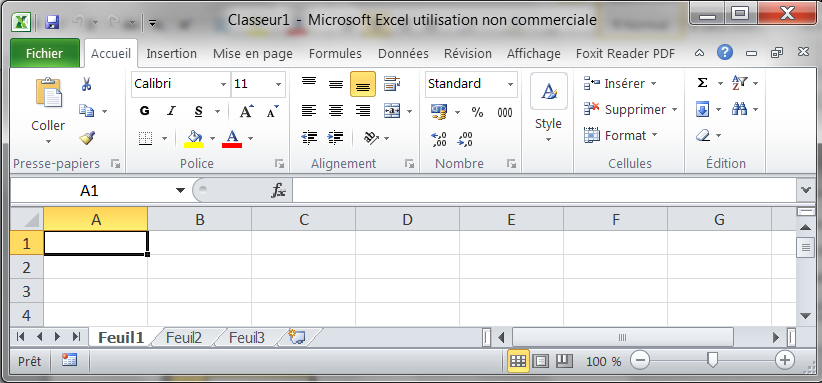 Classeur1 - Microsoft Excel utilisation non commerciale
Fichier Accueil Insertion Mise en page Formules Données Révision Affichage Foxit Reader PDF
Calibri 11 Standard Insérer Σ
Coller G I S A A Style % 000 Supprimer
A Format
Presse-papiers Police Alignement Nombre Cellules Édition
A1 fx
A B C D E F G
1
2
3
4
Feuil1 Feuil2 Feuil3
Prêt 100 %